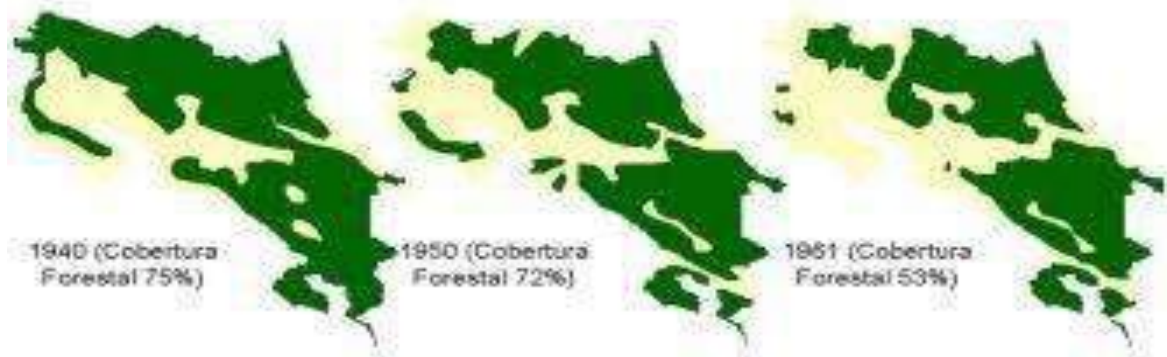 1940 (Cobertura
Forestal 75%)
1950 (Cobertura
Forestal 72%)
1961 (Cobertura
Forestal 53%)